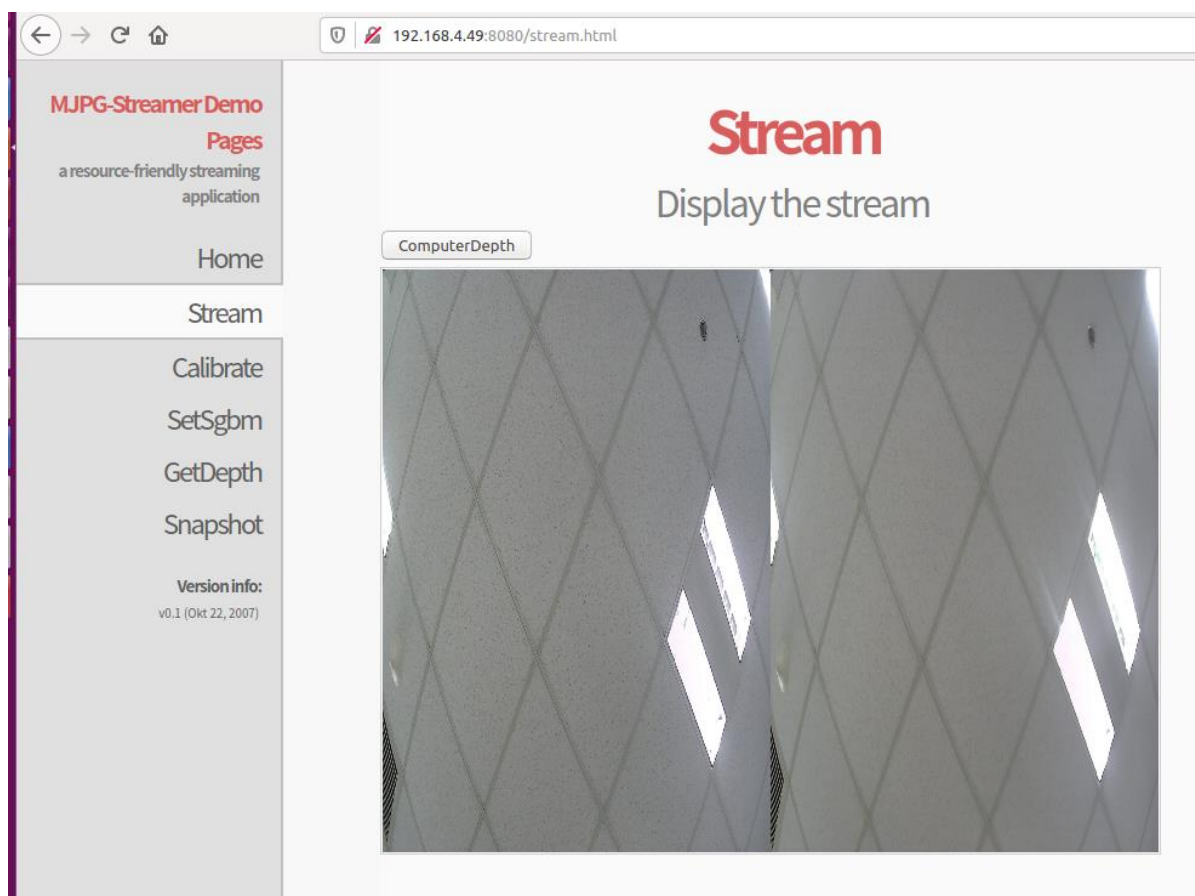 192.168.4.49:8080/stream.html
MJPG-Streamer Demo
Pages
a resource-friendly streaming
application
Home
Stream
Calibrate
SetSgbm
GetDepth
Snapshot
Version info:
v0.1 (Okt 22, 2007)
Stream
Display the stream
ComputerDepth